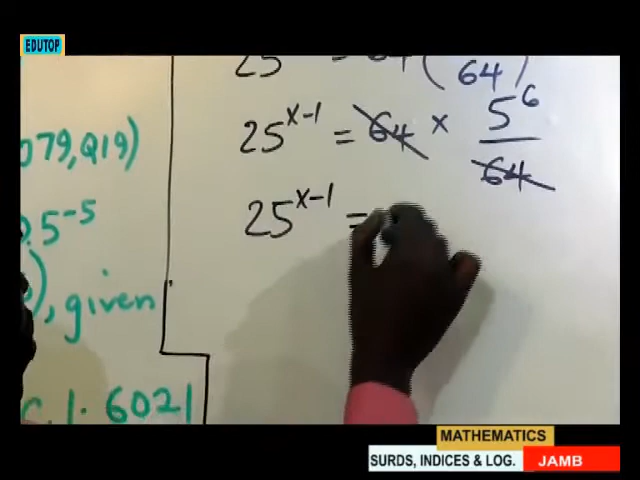 EDUTOP
64
25^{x-1} = 64 × 5^6/64
079,Q19)
25^{x-1} =
.5^{-5}
), given
1.6021
MATHEMATICS
SURDS, INDICES & LOG. JAMB